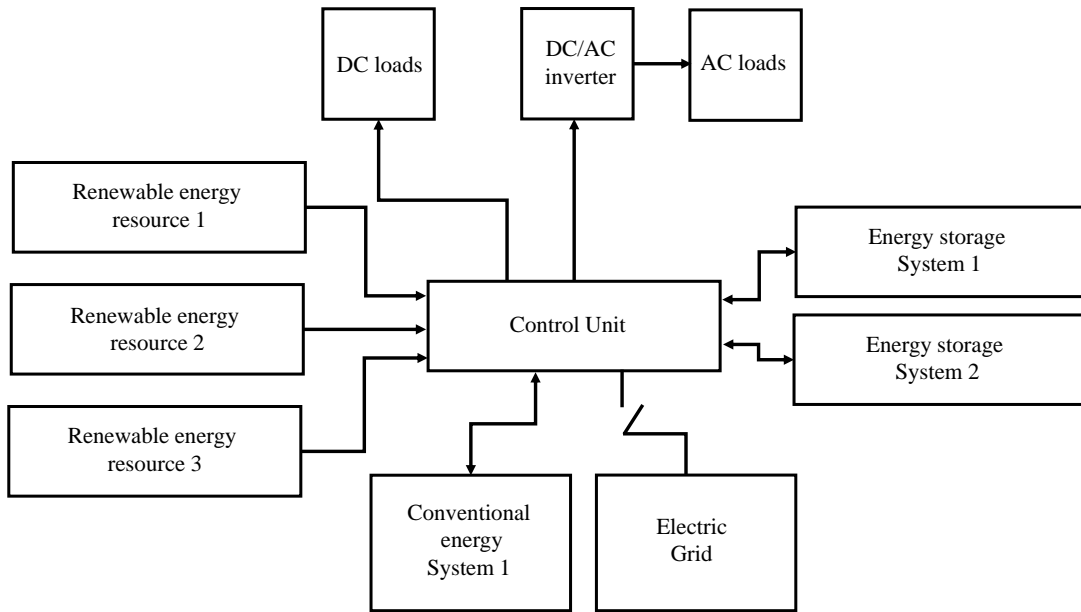 DC loads
DC/AC
inverter
AC loads
Renewable energy
resource 1
Renewable energy
resource 2
Renewable energy
resource 3
Control Unit
Energy storage
System 1
Energy storage
System 2
Conventional
energy
System 1
Electric
Grid